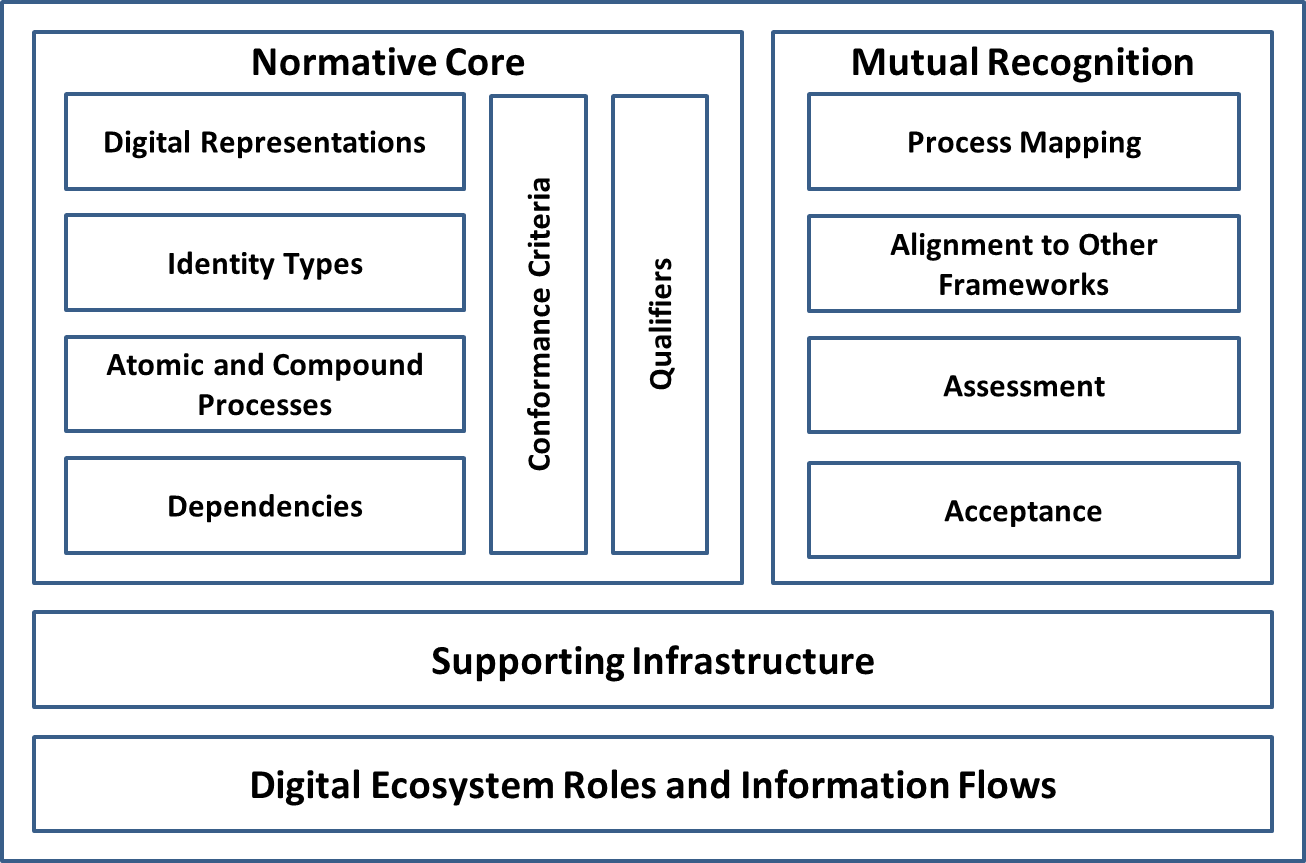 Normative Core
Digital Representations
Identity Types
Atomic and Compound
Processes
Dependencies
Conformance Criteria
Qualifiers
Mutual Recognition
Process Mapping
Alignment to Other
Frameworks
Assessment
Acceptance
Supporting Infrastructure
Digital Ecosystem Roles and Information Flows